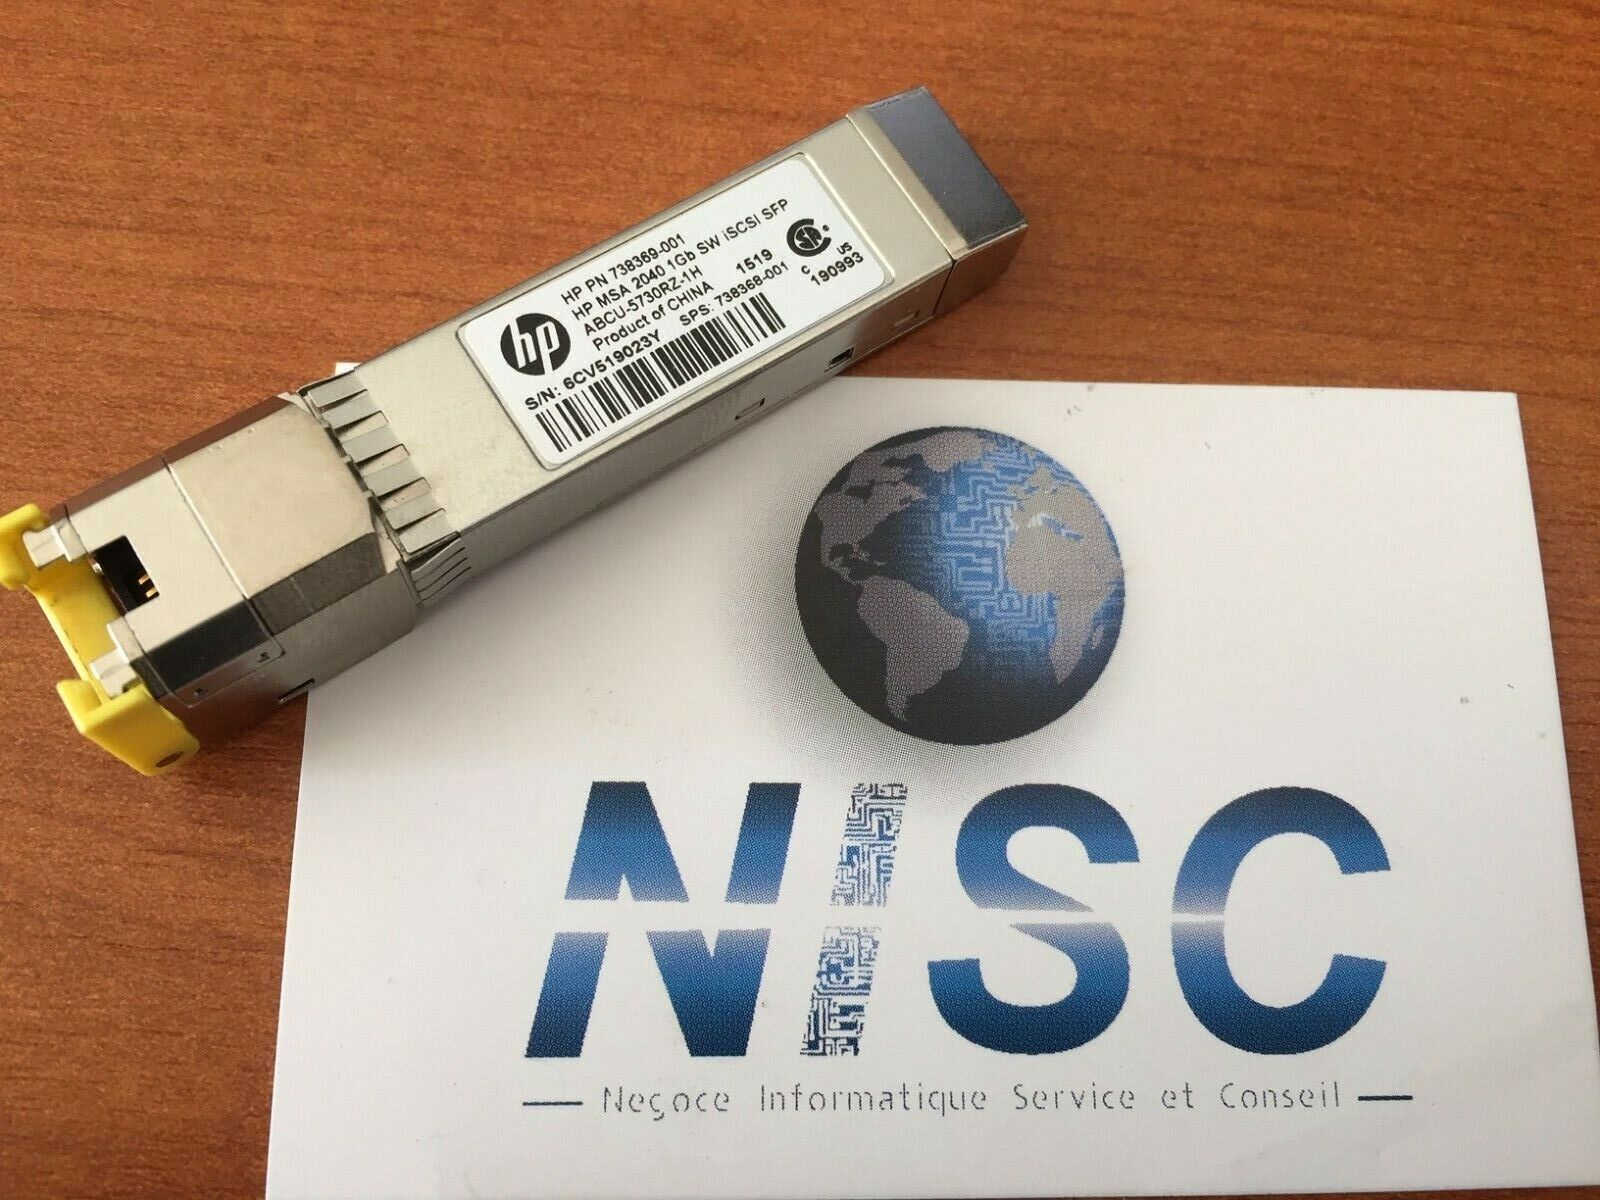 hp
HP PN 738369-001
HP MSA 2040 1Gb SW iSCSI SFP
ABCU-5730RZ-1H 1519
Product of CHINA
S/N: 6CV519023Y SPS: 738368-001
C US
190993
NISC
Negoce Informatique Service et Conseil